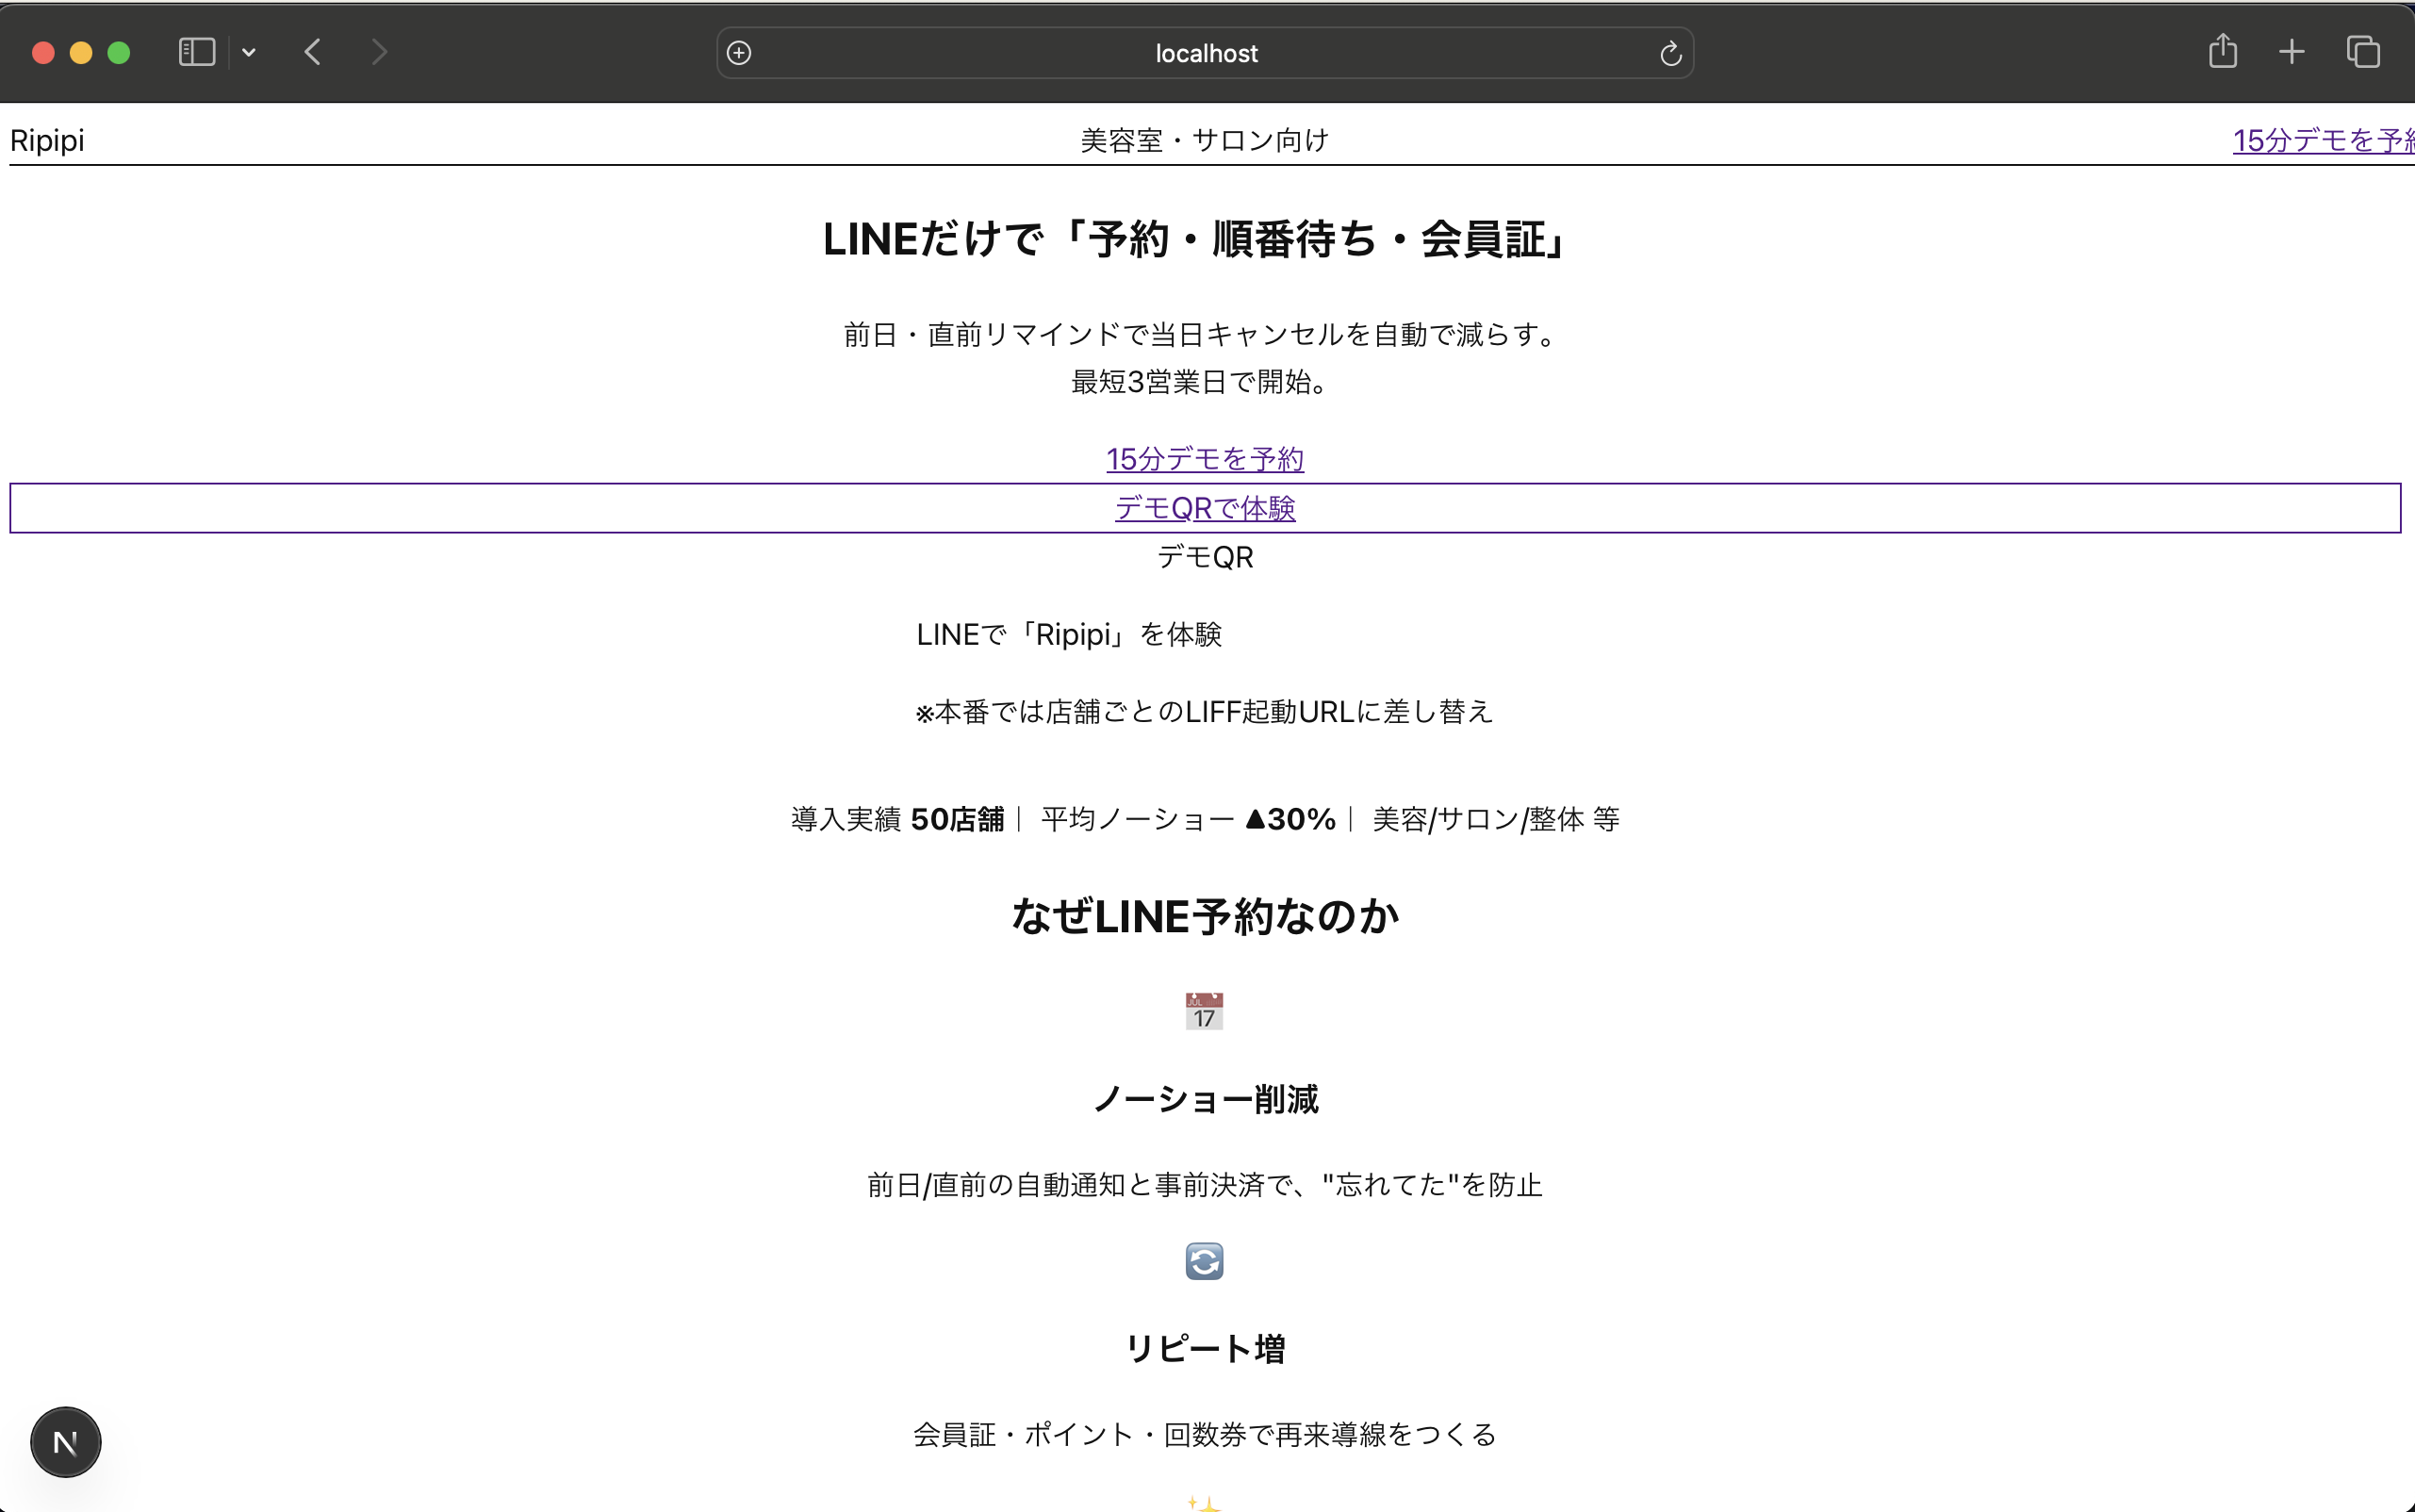 localhost
Ripipi
美容室・サロン向け
15分デモを予約
LINEだけで「予約・順番待ち・会員証」
前日・直前リマインドで当日キャンセルを自動で減らす。
最短3営業日で開始。
15分デモを予約
デモQRで体験
デモQR
LINEで「Ripipi」を体験
※本番では店舗ごとのLIFF起動URLに差し替え
導入実績 50店舗｜ 平均ノーショー ▲30%｜ 美容/サロン/整体 等
なぜLINE予約なのか
JUL
17
ノーショー削減
前日/直前の自動通知と事前決済で、"忘れてた"を防止
リピート増
会員証・ポイント・回数券で再来導線をつくる
N